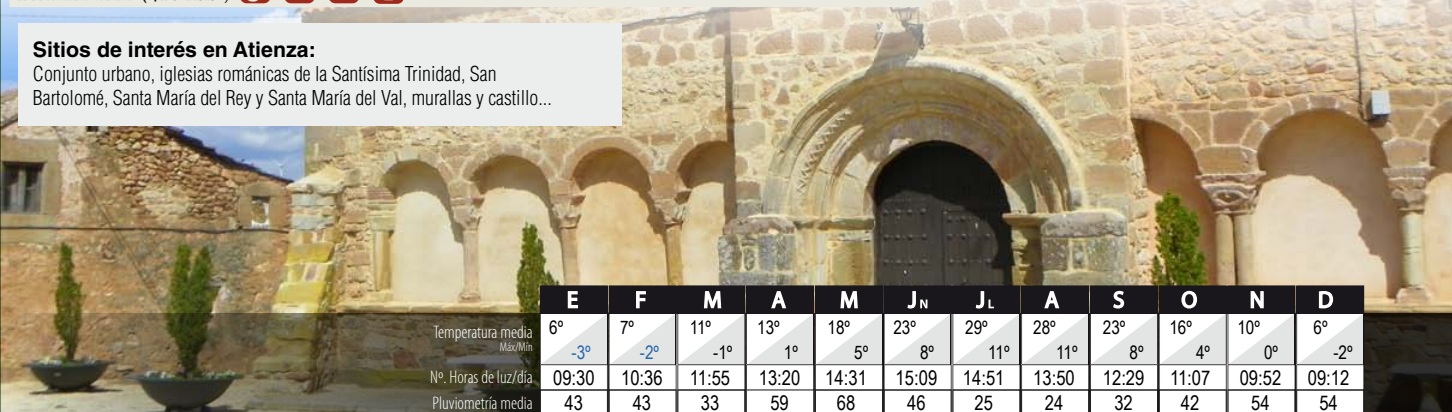 Sitios de interés en Atienza:
Conjunto urbano, iglesias románicas de la Santísima Trinidad, San
Bartolomé, Santa María del Rey y Santa María del Val, murallas y castillo...
E F M A M JN JL A S O N D
Temperatura media 6º 7º 11º 13º 18º 23º 29º 28º 23º 16º 10º 6º
Máx/Mín -3º -2º -1º 1º 5º 8º 11º 11º 8º 4º 0º -2º
Nº. Horas de luz/día 09:30 10:36 11:55 13:20 14:31 15:09 14:51 13:50 12:29 11:07 09:52 09:12
Pluviometría media 43 43 33 59 68 46 25 24 32 42 54 54